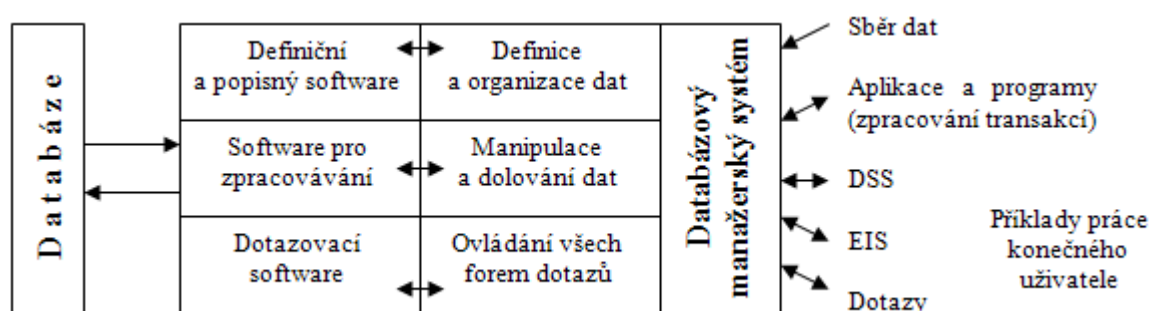 Databáze
Definiční
a popisný software
Definice
a organizace dat
Software pro
zpracovávání
Manipulace
a dolování dat
Dotazovací
software
Ovládání všech
forem dotazů
Databázový
manažerský systém
Sběr dat
Aplikace a programy
(zpracování transakcí)
DSS
EIS
Dotazy
Příklady práce
konečného
uživatele